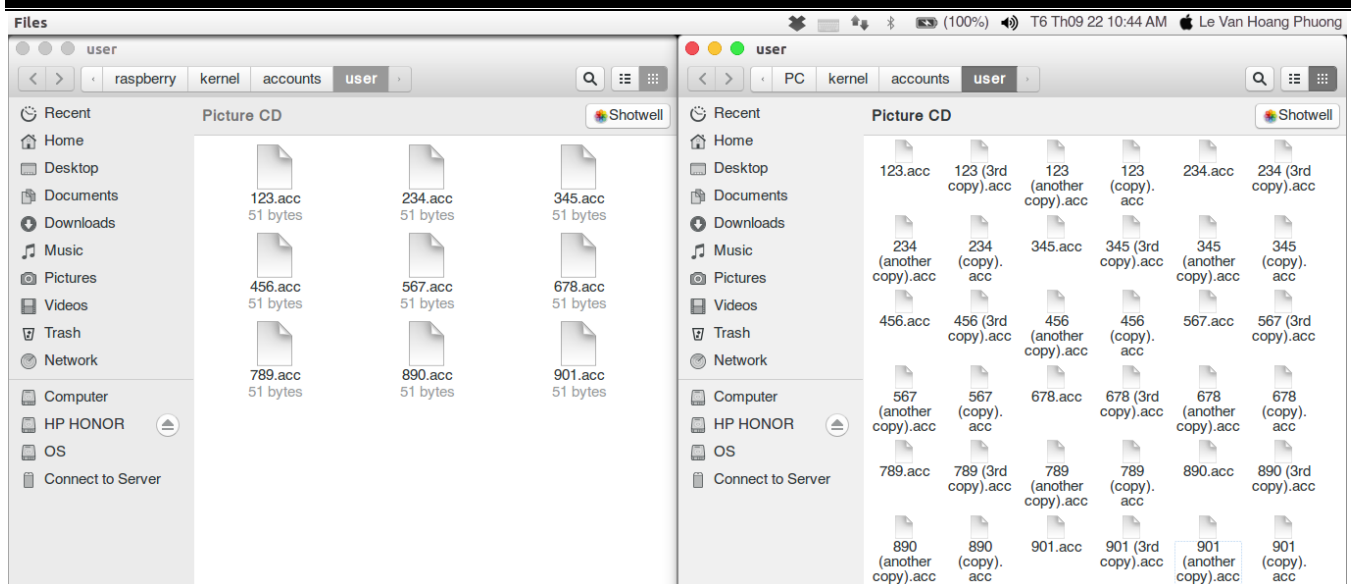 Files
(100%) T6 Th09 22 10:44 AM Le Van Hoang Phuong
user
raspberry kernel accounts user
Recent
Home
Desktop
Documents
Downloads
Music
Pictures
Videos
Trash
Network
Computer
HP HONOR
OS
Connect to Server
Picture CD
Shotwell
123.acc 234.acc 345.acc
51 bytes 51 bytes 51 bytes
456.acc 567.acc 678.acc
51 bytes 51 bytes 51 bytes
789.acc 890.acc 901.acc
51 bytes 51 bytes 51 bytes
user
PC kernel accounts user
Recent
Home
Desktop
Documents
Downloads
Music
Pictures
Videos
Trash
Network
Computer
HP HONOR
OS
Connect to Server
Picture CD
Shotwell
123.acc 123 (3rd 123 123 234.acc 234 (3rd
copy).acc (another (copy). copy).acc
copy).acc acc
234 234 345.acc 345 (3rd 345 345
(another (copy). copy).acc (another (copy).
copy).acc acc copy).acc acc
456.acc 456 (3rd 456 456 567.acc 567 (3rd
copy).acc (another (copy). copy).acc
copy).acc acc
567 567 678.acc 678 (3rd 678 678
(another (copy). copy).acc (another (copy).
copy).acc acc copy).acc acc
789.acc 789 (3rd 789 789 890.acc 890 (3rd
copy).acc (another (copy). copy).acc
copy).acc acc
890 890 901.acc 901 (3rd 901 901
(another (copy). copy).acc (another (copy).
copy).acc acc copy).acc acc